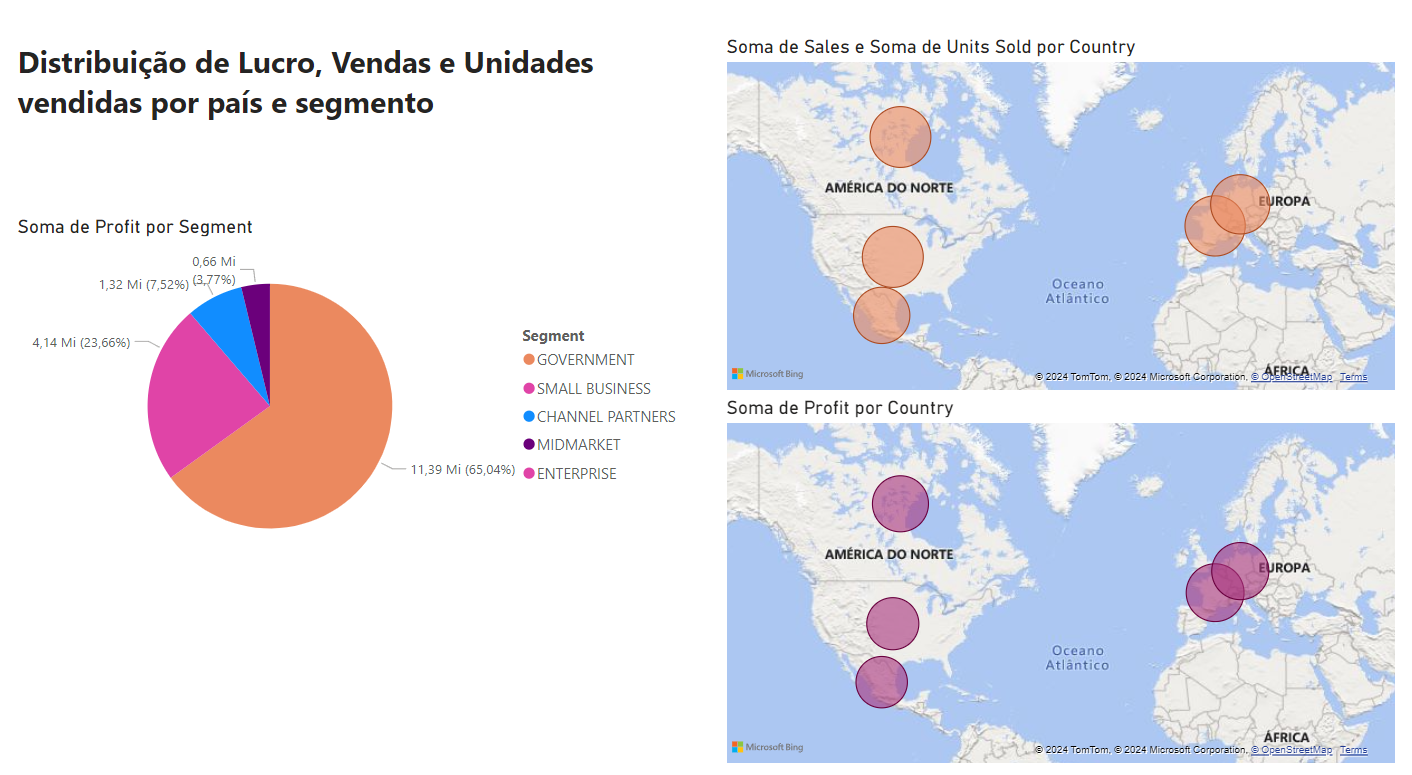 Distribuição de Lucro, Vendas e Unidades
vendidas por país e segmento
Soma de Profit por Segment
0,66 Mi
(3,77%)
1,32 Mi (7,52%)
4,14 Mi (23,66%)
11,39 Mi (65,04%)
Segment
GOVERNMENT
SMALL BUSINESS
CHANNEL PARTNERS
MIDMARKET
ENTERPRISE
Soma de Sales e Soma de Units Sold por Country
AMÉRICA DO NORTE
EUROPA
Oceano
Atlântico
ÁFRICA
Microsoft Bing
© 2024 TomTom, © 2024 Microsoft Corporation, © OpenStreetMap Terms
Soma de Profit por Country
AMÉRICA DO NORTE
EUROPA
Oceano
Atlântico
ÁFRICA
Microsoft Bing
© 2024 TomTom, © 2024 Microsoft Corporation, © OpenStreetMap Terms